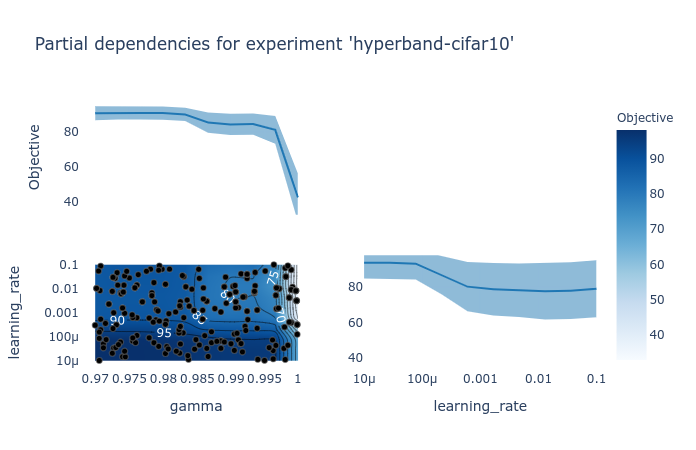 Partial dependencies for experiment 'hyperband-cifar10'
Objective
80
60
40
Objective
90
80
70
60
50
40
learning_rate
0.1
0.01
0.001
100μ
10μ
75
90
95
0.97 0.975 0.98 0.985 0.99 0.995 1
gamma
80
60
40
10μ 100μ 0.001 0.01 0.1
learning_rate